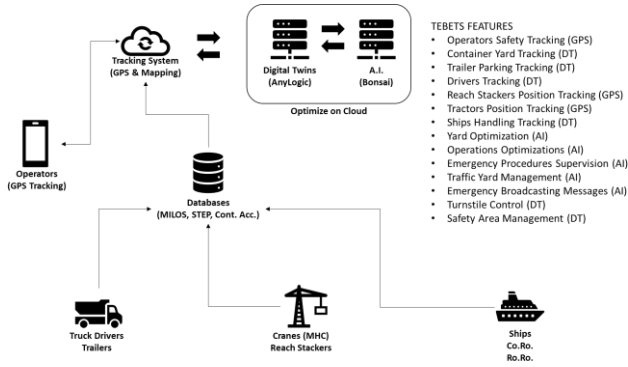 Tracking System
(GPS & Mapping)
Digital Twins
(AnyLogic)
A.I.
(Bonsai)
Optimize on Cloud
Operators
(GPS Tracking)
Databases
(MILOS, STEP, Cont. Acc.)
Truck Drivers
Trailers
Cranes (MHC)
Reach Stackers
Ships
Co.Ro.
Ro.Ro.
TEBETS FEATURES
• Operators Safety Tracking (GPS)
• Container Yard Tracking (DT)
• Trailer Parking Tracking (DT)
• Drivers Tracking (DT)
• Reach Stackers Position Tracking (GPS)
• Tractors Position Tracking (GPS)
• Ships Handling Tracking (DT)
• Yard Optimization (AI)
• Operations Optimizations (AI)
• Emergency Procedures Supervision (AI)
• Traffic Yard Management (AI)
• Emergency Broadcasting Messages (AI)
• Turnstile Control (DT)
• Safety Area Management (DT)